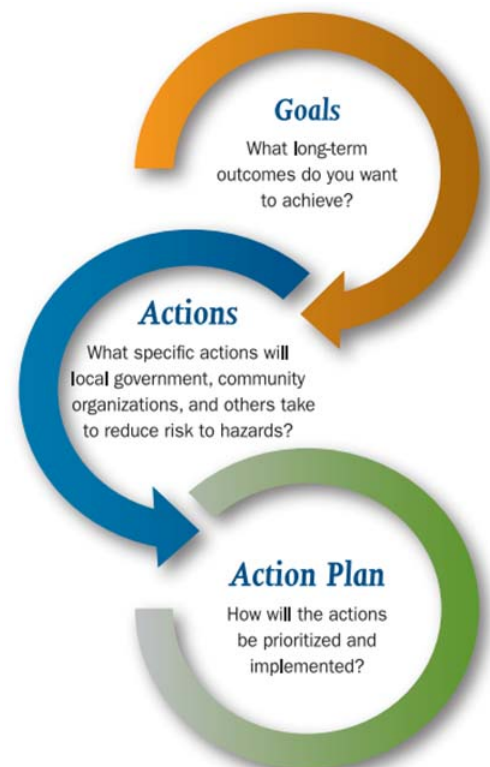 Goals
What long-term
outcomes do you want
to achieve?
Actions
What specific actions will
local government, community
organizations, and others take
to reduce risk to hazards?
Action Plan
How will the actions
be prioritized and
implemented?